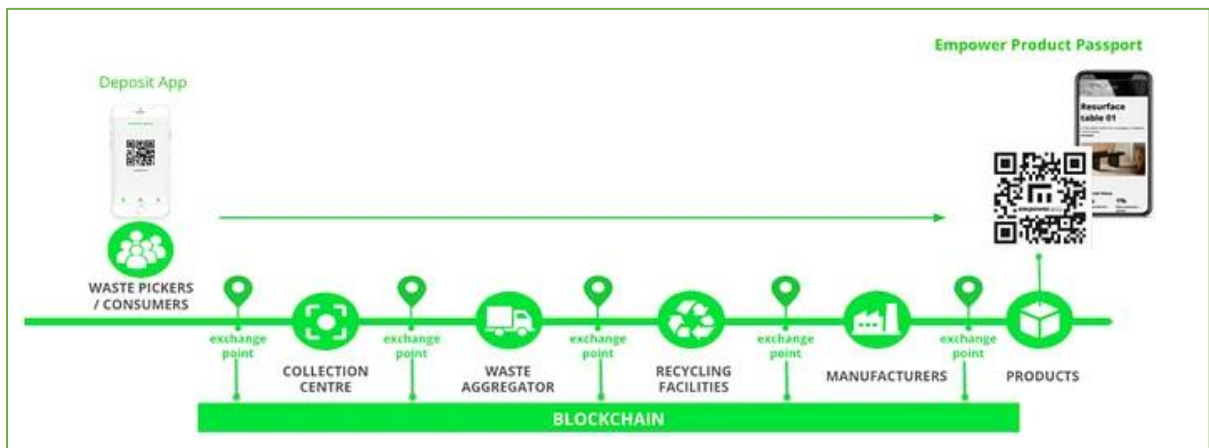 Empower Product Passport
Deposit App
Resurface
table 01
empower
WASTE PICKERS
/ CONSUMERS
exchange
point
COLLECTION
CENTRE
exchange
point
WASTE
AGGREGATOR
exchange
point
RECYCLING
FACILITIES
exchange
point
MANUFACTURERS
exchange
point
PRODUCTS
BLOCKCHAIN